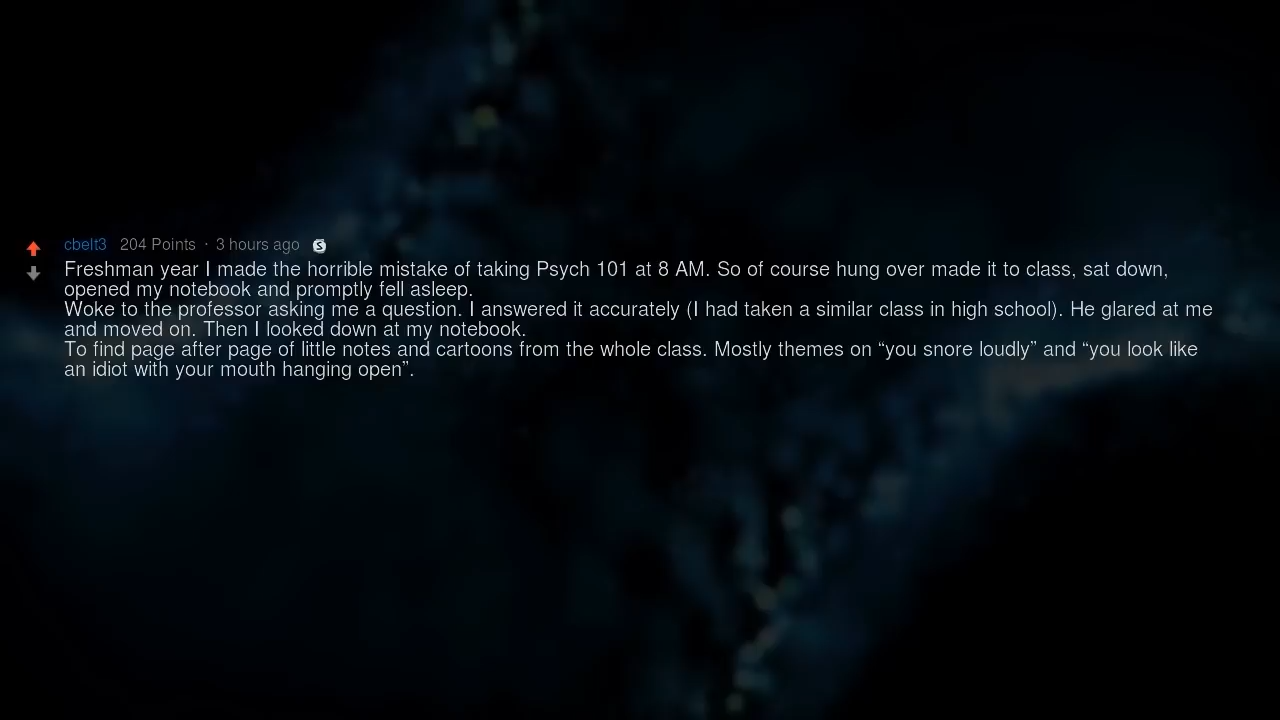 cbelt3 204 Points · 3 hours ago
Freshman year I made the horrible mistake of taking Psych 101 at 8 AM. So of course hung over made it to class, sat down,
opened my notebook and promptly fell asleep.
Woke to the professor asking me a question. I answered it accurately (I had taken a similar class in high school). He glared at me
and moved on. Then I looked down at my notebook.
To find page after page of little notes and cartoons from the whole class. Mostly themes on “you snore loudly” and “you look like
an idiot with your mouth hanging open”.